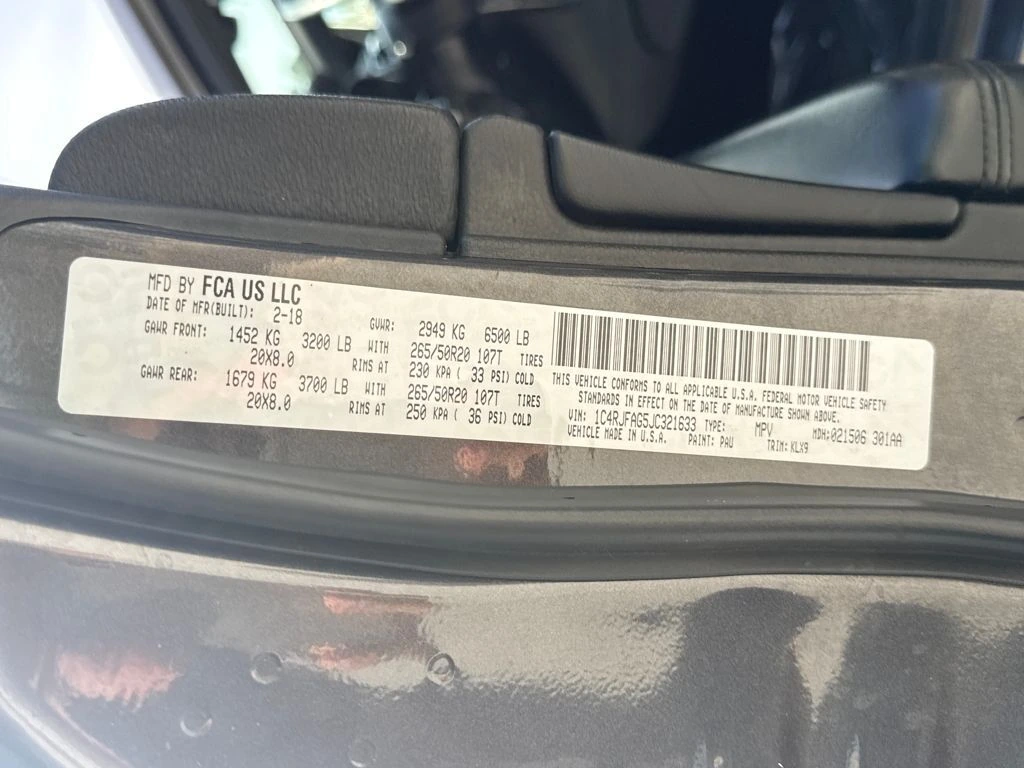 MFD BY FCA US LLC
DATE OF MFR(BUILT): 2-18 GVWR: 2949 KG 6500 LB
GAWR FRONT: 1452 KG 3200 LB WITH 265/50R20 107T TIRES
20X8.0 RIMS AT 230 KPA ( 33 PSI) COLD
GAWR REAR: 1679 KG 3700 LB WITH 265/50R20 107T TIRES
20X8.0 RIMS AT 250 KPA ( 36 PSI) COLD
THIS VEHICLE CONFORMS TO ALL APPLICABLE U.S.A. FEDERAL MOTOR VEHICLE SAFETY
STANDARDS IN EFFECT ON THE DATE OF MANUFACTURE SHOWN ABOVE.
VIN: 1C4RJFAG5JC321633 TYPE: MPV MDH:021506 301AA
VEHICLE MADE IN U.S.A. PAINT: PAU TRIM: KLX9